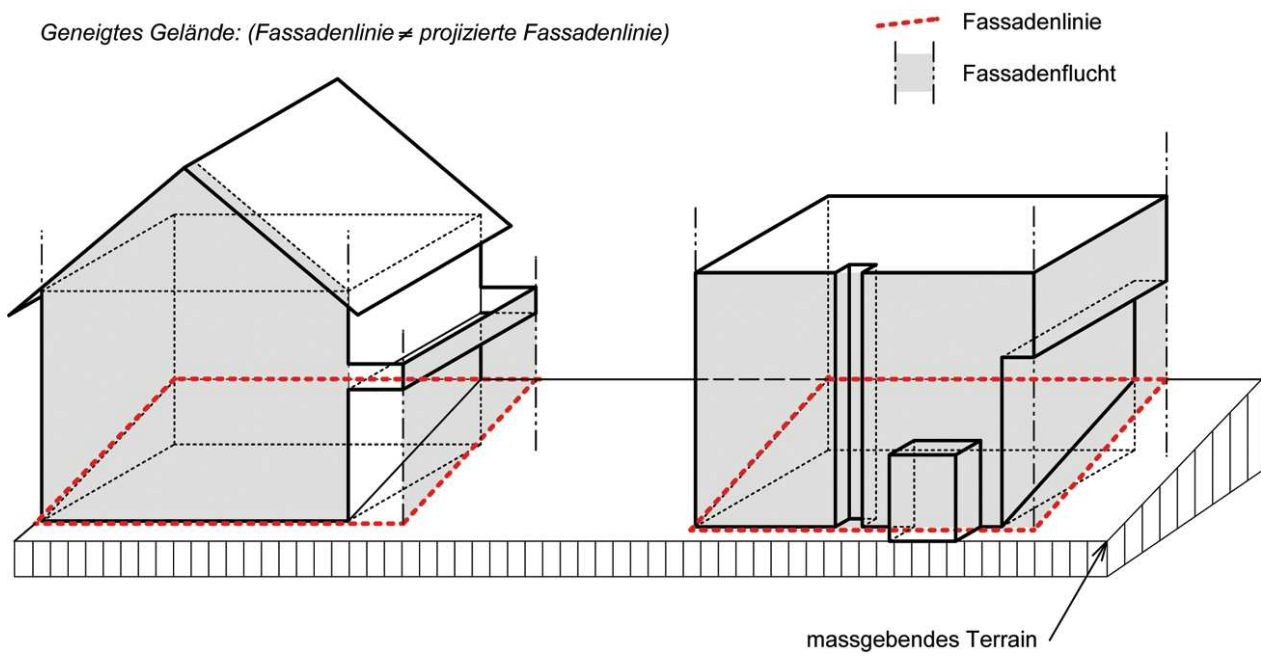 Geneigtes Gelände: (Fassadenlinie ≠ projizierte Fassadenlinie)
Fassadenlinie
Fassadenflucht
massgebendes Terrain